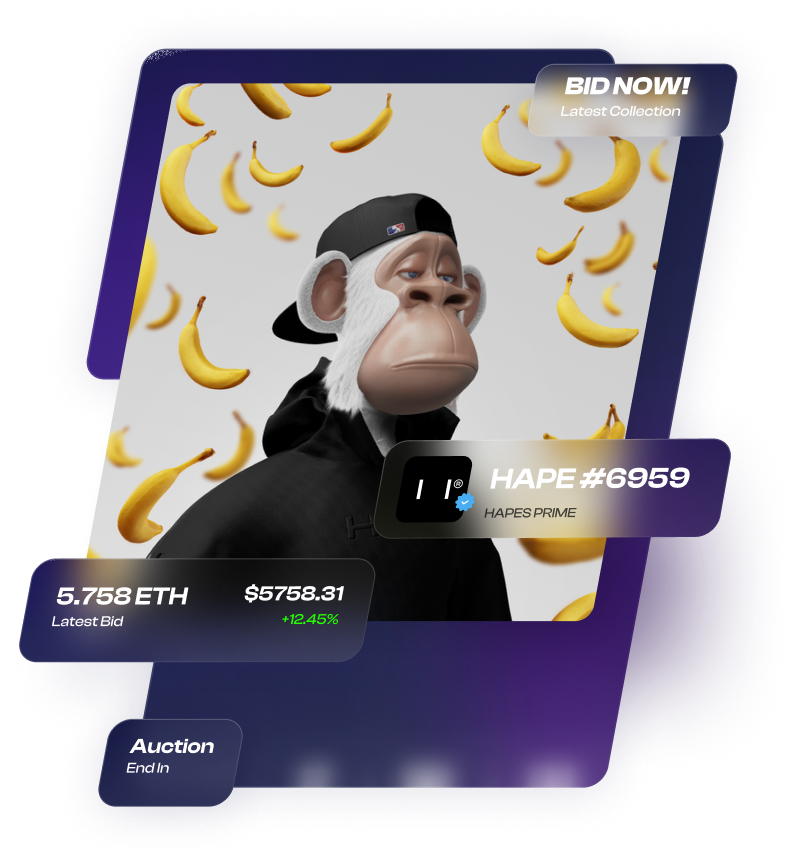 BID NOW!
Latest Collection
HAPE #6959
HAPES PRIME
5.758 ETH
$5758.31
Latest Bid
+12.45%
Auction
End In